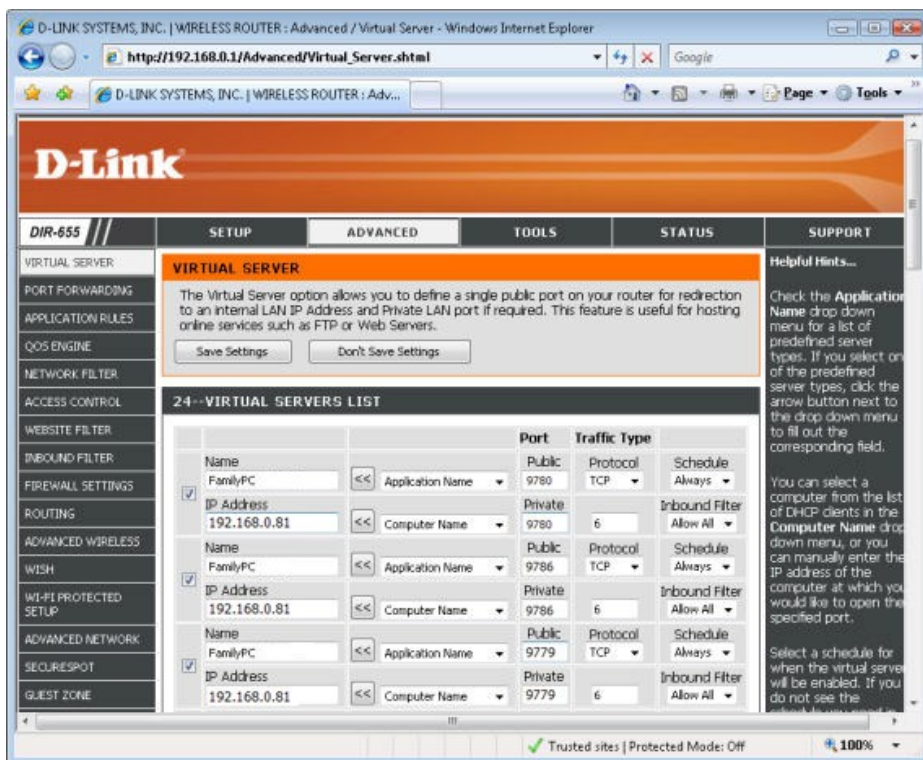 D-LINK SYSTEMS, INC. | WIRELESS ROUTER : Advanced / Virtual Server - Windows Internet Explorer
http://192.168.0.1/Advanced/Virtual_Server.shtml
Google
D-LINK SYSTEMS, INC. | WIRELESS ROUTER : Adv...
Page
Tools
D-Link
DIR-655
SETUP
ADVANCED
TOOLS
STATUS
SUPPORT
VIRTUAL SERVER
PORT FORWARDING
APPLICATION RULES
QOS ENGINE
NETWORK FILTER
ACCESS CONTROL
WEBSITE FILTER
INBOUND FILTER
FIREWALL SETTINGS
ROUTING
ADVANCED WIRELESS
WISH
WI-FI PROTECTED
SETUP
ADVANCED NETWORK
SECURESPOT
GUEST ZONE
VIRTUAL SERVER
The Virtual Server option allows you to define a single public port on your router for redirection
to an internal LAN IP Address and Private LAN port if required. This feature is useful for hosting
online services such as FTP or Web Servers.
Save Settings
Don't Save Settings
24--VIRTUAL SERVERS LIST
Port Traffic Type
Name Public Protocol Schedule
FamilyPC << Application Name 9780 TCP Always
IP Address Private Inbound Filter
192.168.0.81 << Computer Name 9780 6 Allow All
Name Public Protocol Schedule
FamilyPC << Application Name 9786 TCP Always
IP Address Private Inbound Filter
192.168.0.81 << Computer Name 9786 6 Allow All
Name Public Protocol Schedule
FamilyPC << Application Name 9779 TCP Always
IP Address Private Inbound Filter
192.168.0.81 << Computer Name 9779 6 Allow All
Helpful Hints...
Check the Application
Name drop down
menu for a list of
predefined server
types. If you select on
of the predefined
server types, click the
arrow button next to
the drop down menu
to fill out the
corresponding field.
You can select a
computer from the list
of DHCP clients in the
Computer Name drop
down menu, or you
can manually enter the
IP address of the
computer at which you
would like to open the
specified port.
Select a schedule for
when the virtual serve
will be enabled. If you
do not see the
Trusted sites | Protected Mode: Off
100%